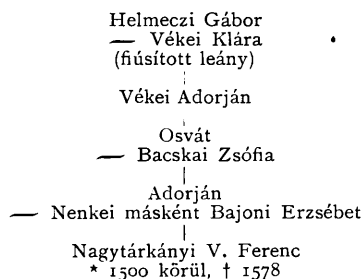 Helmeczi Gábor
— Vékei Klára
(fiúsított leány)
Vékei Adorján
Osvát
— Bacskai Zsófia
Adorján
— Nenkei másként Bajoni Erzsébet
Nagytárkányi V. Ferenc
* 1500 körül, † 1578